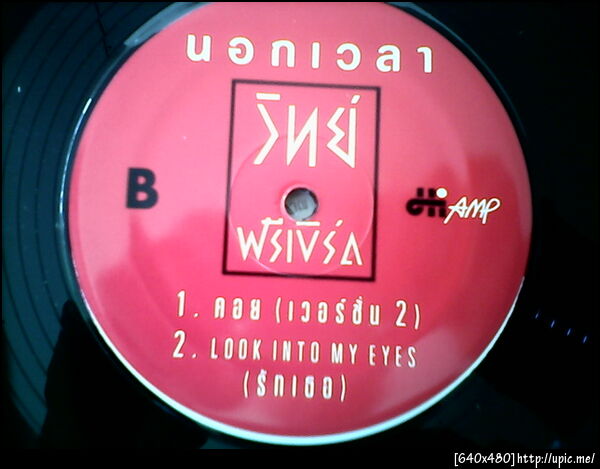 นอกเวลา
วิทย์
พรีเชิร์ด
B
AMP
1. คอย (เวอร์ชั่น 2)
2. LOOK INTO MY EYES
(รักเธอ)
[640x480]http://upic.me/